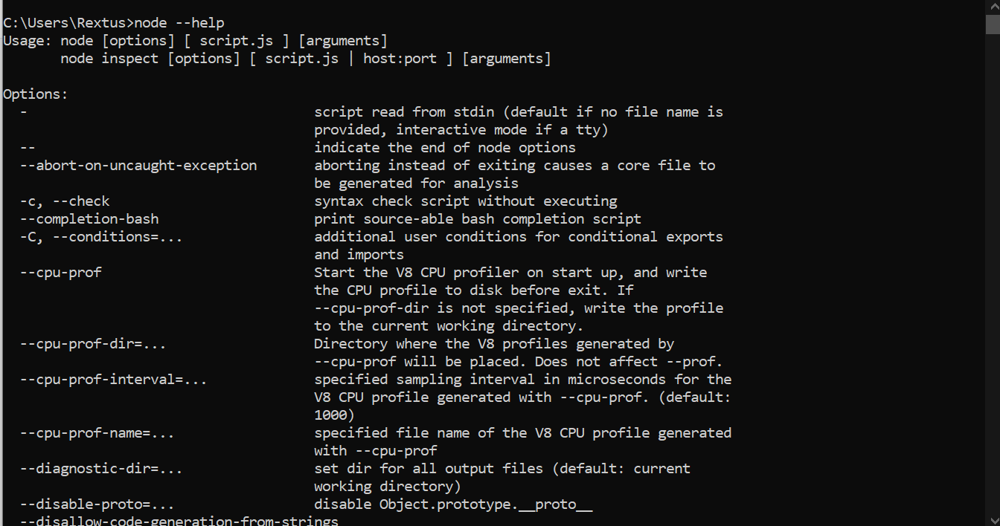 C:\Users\Rextus>node --help
Usage: node [options] [ script.js ] [arguments]
       node inspect [options] [ script.js | host:port ] [arguments]

Options:
  -                                 script read from stdin (default if no file name is
                                    provided, interactive mode if a tty)
  --                                indicate the end of node options
  --abort-on-uncaught-exception     aborting instead of exiting causes a core file to
                                    be generated for analysis
  -c, --check                       syntax check script without executing
  --completion-bash                 print source-able bash completion script
  -C, --conditions=...              additional user conditions for conditional exports
                                    and imports
  --cpu-prof                        Start the V8 CPU profiler on start up, and write
                                    the CPU profile to disk before exit. If
                                    --cpu-prof-dir is not specified, write the profile
                                    to the current working directory.
  --cpu-prof-dir=...                Directory where the V8 profiles generated by
                                    --cpu-prof will be placed. Does not affect --prof.
  --cpu-prof-interval=...           specified sampling interval in microseconds for the
                                    V8 CPU profile generated with --cpu-prof. (default:
                                    1000)
  --cpu-prof-name=...               specified file name of the V8 CPU profile generated
                                    with --cpu-prof
  --diagnostic-dir=...              set dir for all output files (default: current
                                    working directory)
  --disable-proto=...               disable Object.prototype.__proto__
  --disallow-code-generation-from-strings